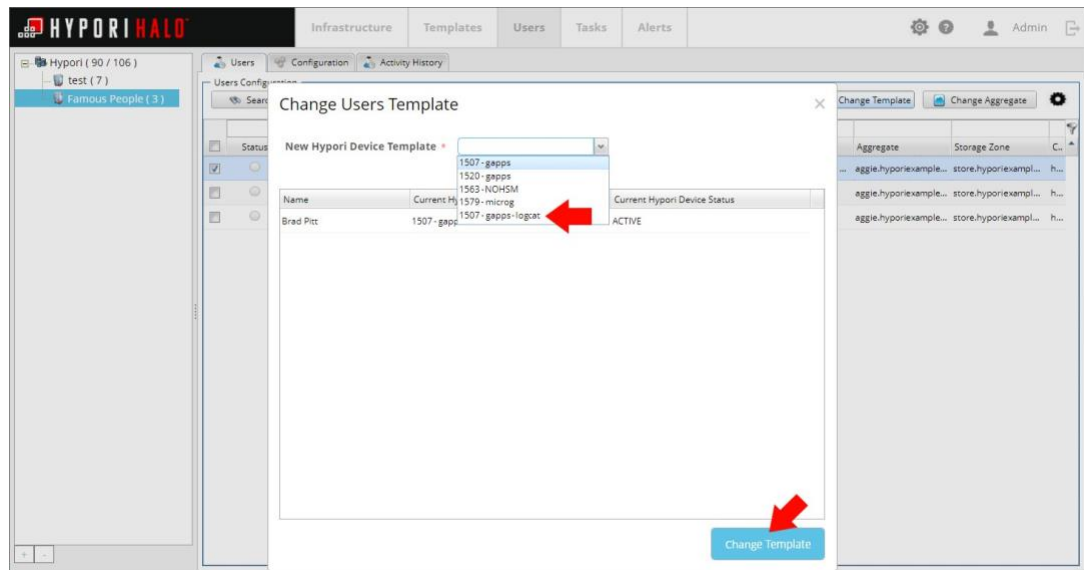 HYPORI HALO
Infrastructure Templates Users Tasks Alerts Admin
Hypori ( 90 / 106 )
test ( 7 )
Famous People ( 3 )
Users Configuration Activity History
Users
Change Template Change Aggregate
Change Users Template
New Hypori Device Template *
1507 - gapps
1520 - gapps
1563 - NOHSM
1579 - microg
1507 - gapps - logcat
Status Aggregate Storage Zone C..
... aggie.hyporiexample... store.hyporiexampl... h...
aggie.hyporiexample... store.hyporiexampl... h...
aggie.hyporiexample... store.hyporiexampl... h...
Name Current Current Hypori Device Status
Brad Pitt 1507 - gapp ACTIVE
Change Template